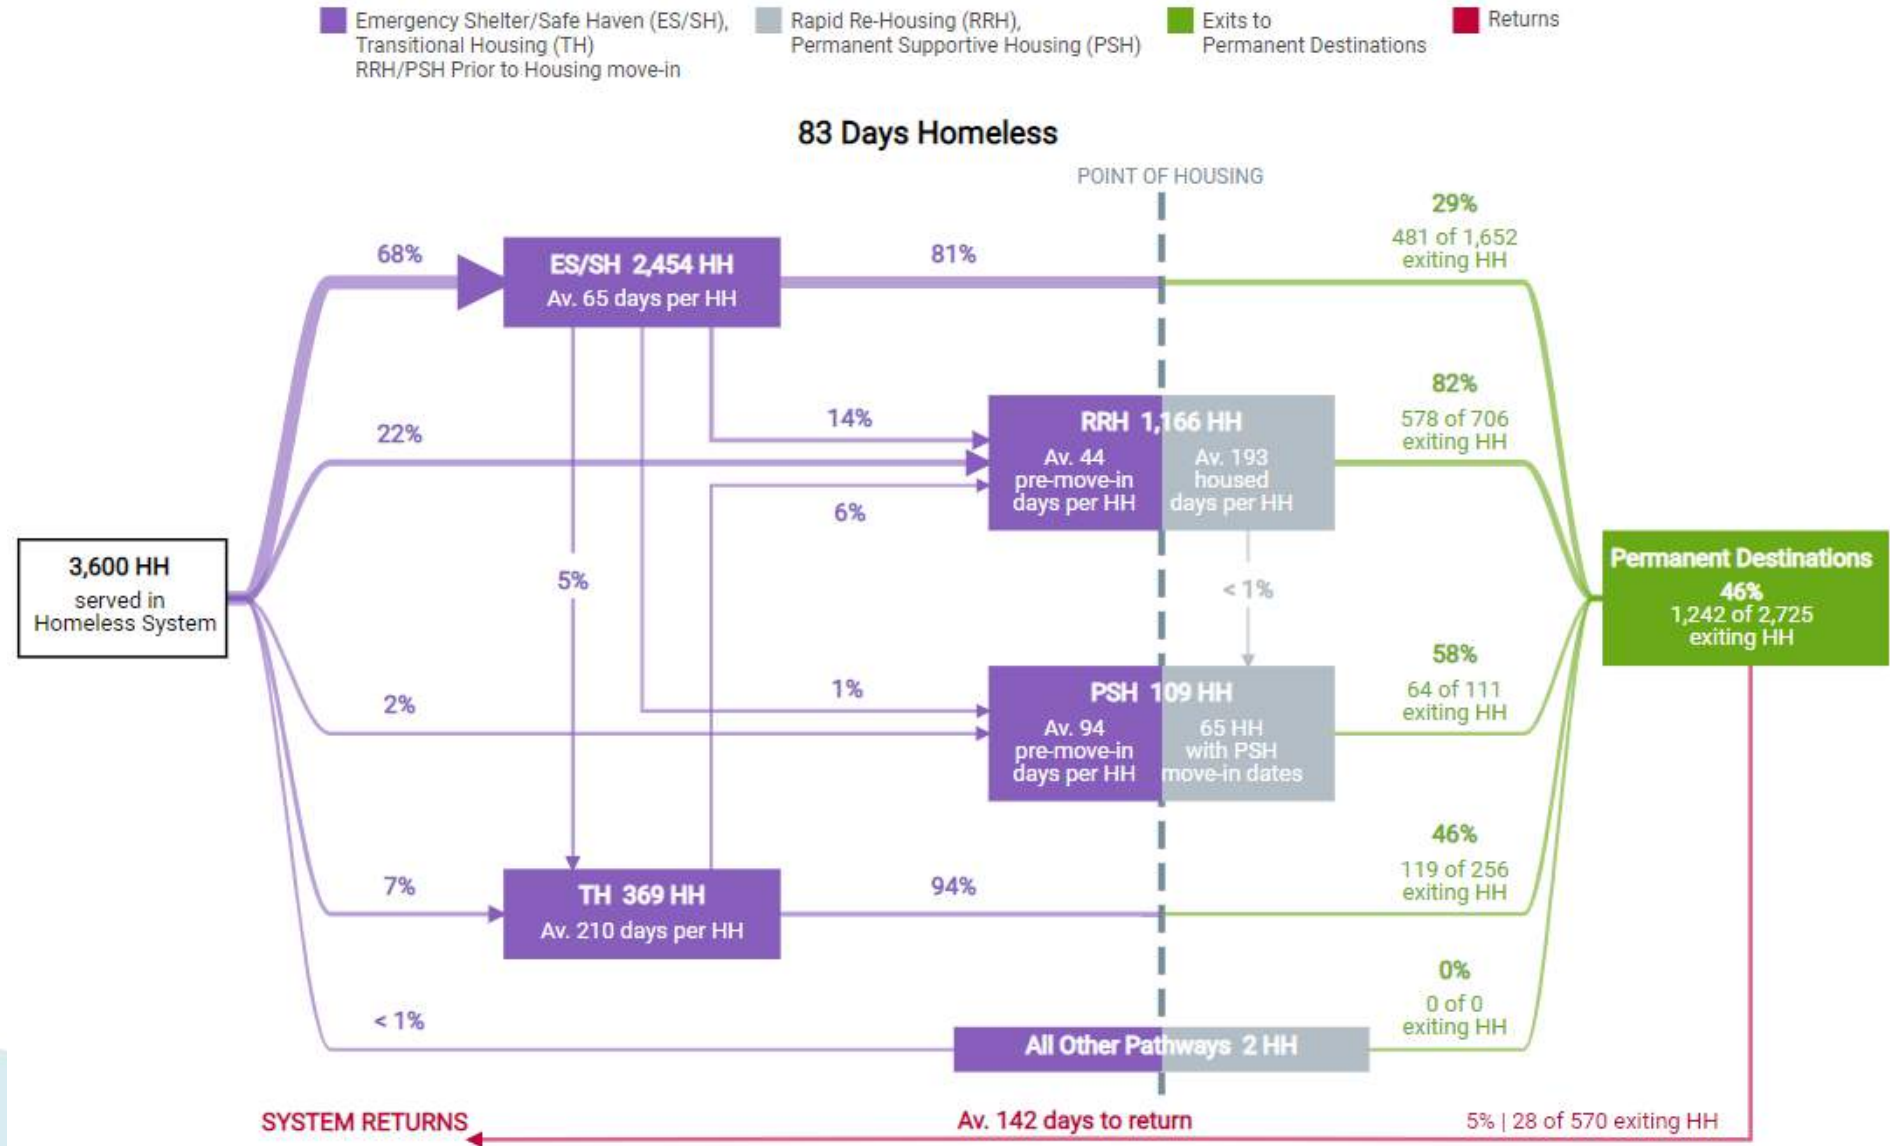 Emergency Shelter/Safe Haven (ES/SH),
Transitional Housing (TH)
RRH/PSH Prior to Housing move-in
Rapid Re-Housing (RRH),
Permanent Supportive Housing (PSH)
Exits to
Permanent Destinations
Returns
83 Days Homeless
POINT OF HOUSING
68%
ES/SH 2,454 HH
Av. 65 days per HH
81%
29%
481 of 1,652
exiting HH
22%
14%
6%
RRH 1,166 HH
Av. 44
pre-move-in
days per HH
Av. 193
housed
days per HH
82%
578 of 706
exiting HH
3,600 HH
served in
Homeless System
5%
< 1%
Permanent Destinations
46%
1,242 of 2,725
exiting HH
2%
1%
PSH 109 HH
Av. 94
pre-move-in
days per HH
65 HH
with PSH
move-in dates
58%
64 of 111
exiting HH
7%
TH 369 HH
Av. 210 days per HH
94%
46%
119 of 256
exiting HH
< 1%
All Other Pathways 2 HH
0%
0 of 0
exiting HH
SYSTEM RETURNS
Av. 142 days to return
5% | 28 of 570 exiting HH